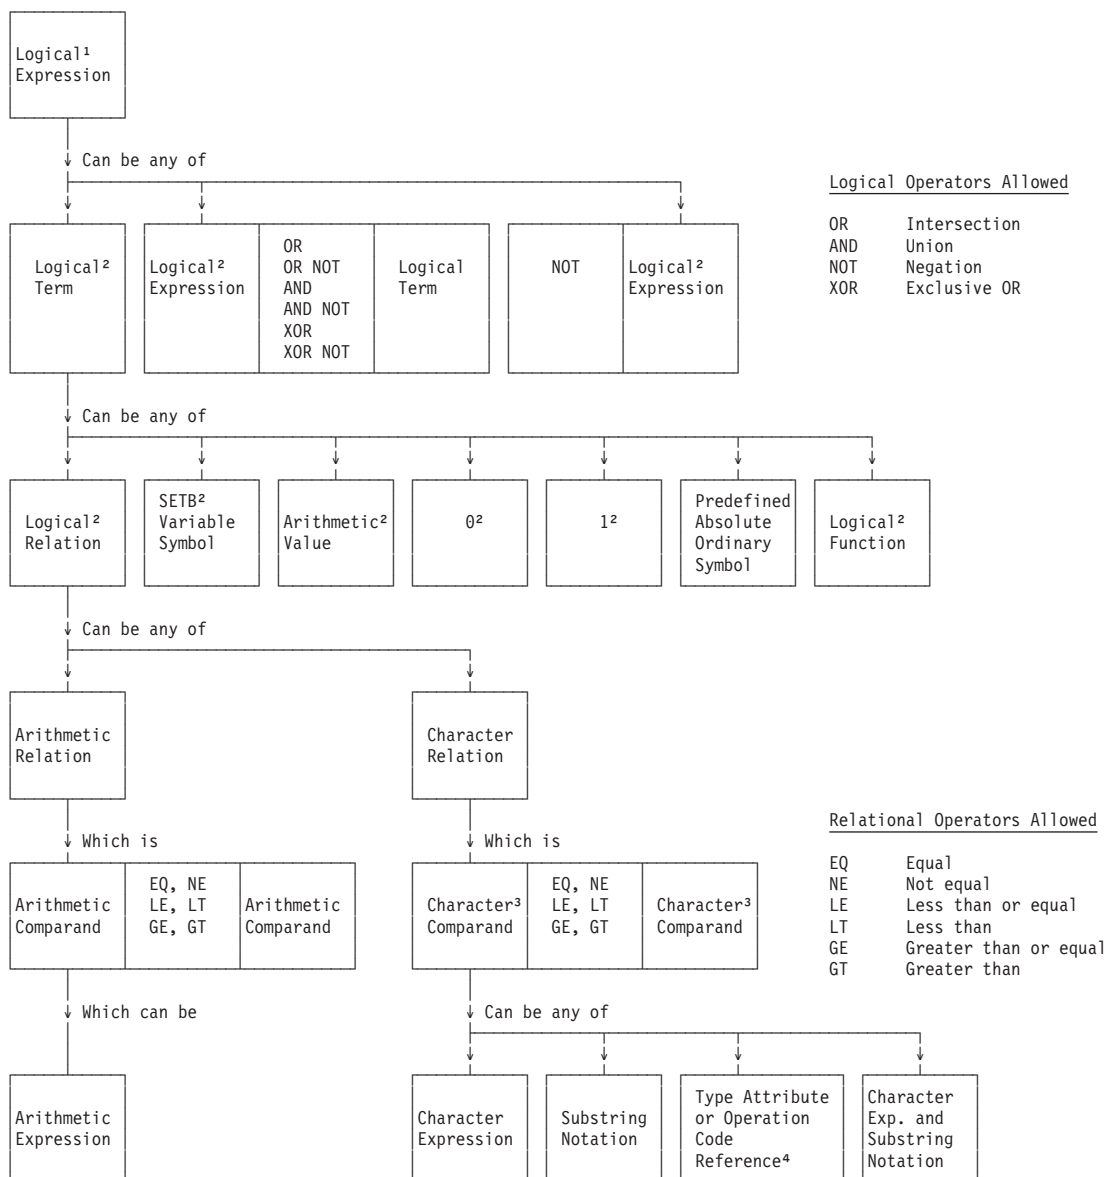 Logical¹
Expression
Can be any of
Logical Operators Allowed
OR Intersection
AND Union
NOT Negation
XOR Exclusive OR
Logical²
Term
Logical²
Expression
OR
OR NOT
AND
AND NOT
XOR
XOR NOT
Logical
Term
NOT
Logical²
Expression
Can be any of
Logical²
Relation
SETB²
Variable
Symbol
Arithmetic²
Value
0²
1²
Predefined
Absolute
Ordinary
Symbol
Logical²
Function
Can be any of
Arithmetic
Relation
Character
Relation
Relational Operators Allowed
EQ Equal
NE Not equal
LE Less than or equal
LT Less than
GE Greater than or equal
GT Greater than
Which is
Which is
Arithmetic
Comparand
EQ, NE
LE, LT
GE, GT
Arithmetic
Comparand
Character³
Comparand
EQ, NE
LE, LT
GE, GT
Character³
Comparand
Which can be
Can be any of
Arithmetic
Expression
Character
Expression
Substring
Notation
Type Attribute
or Operation
Code
Reference⁴
Character
Exp. and
Substring
Notation